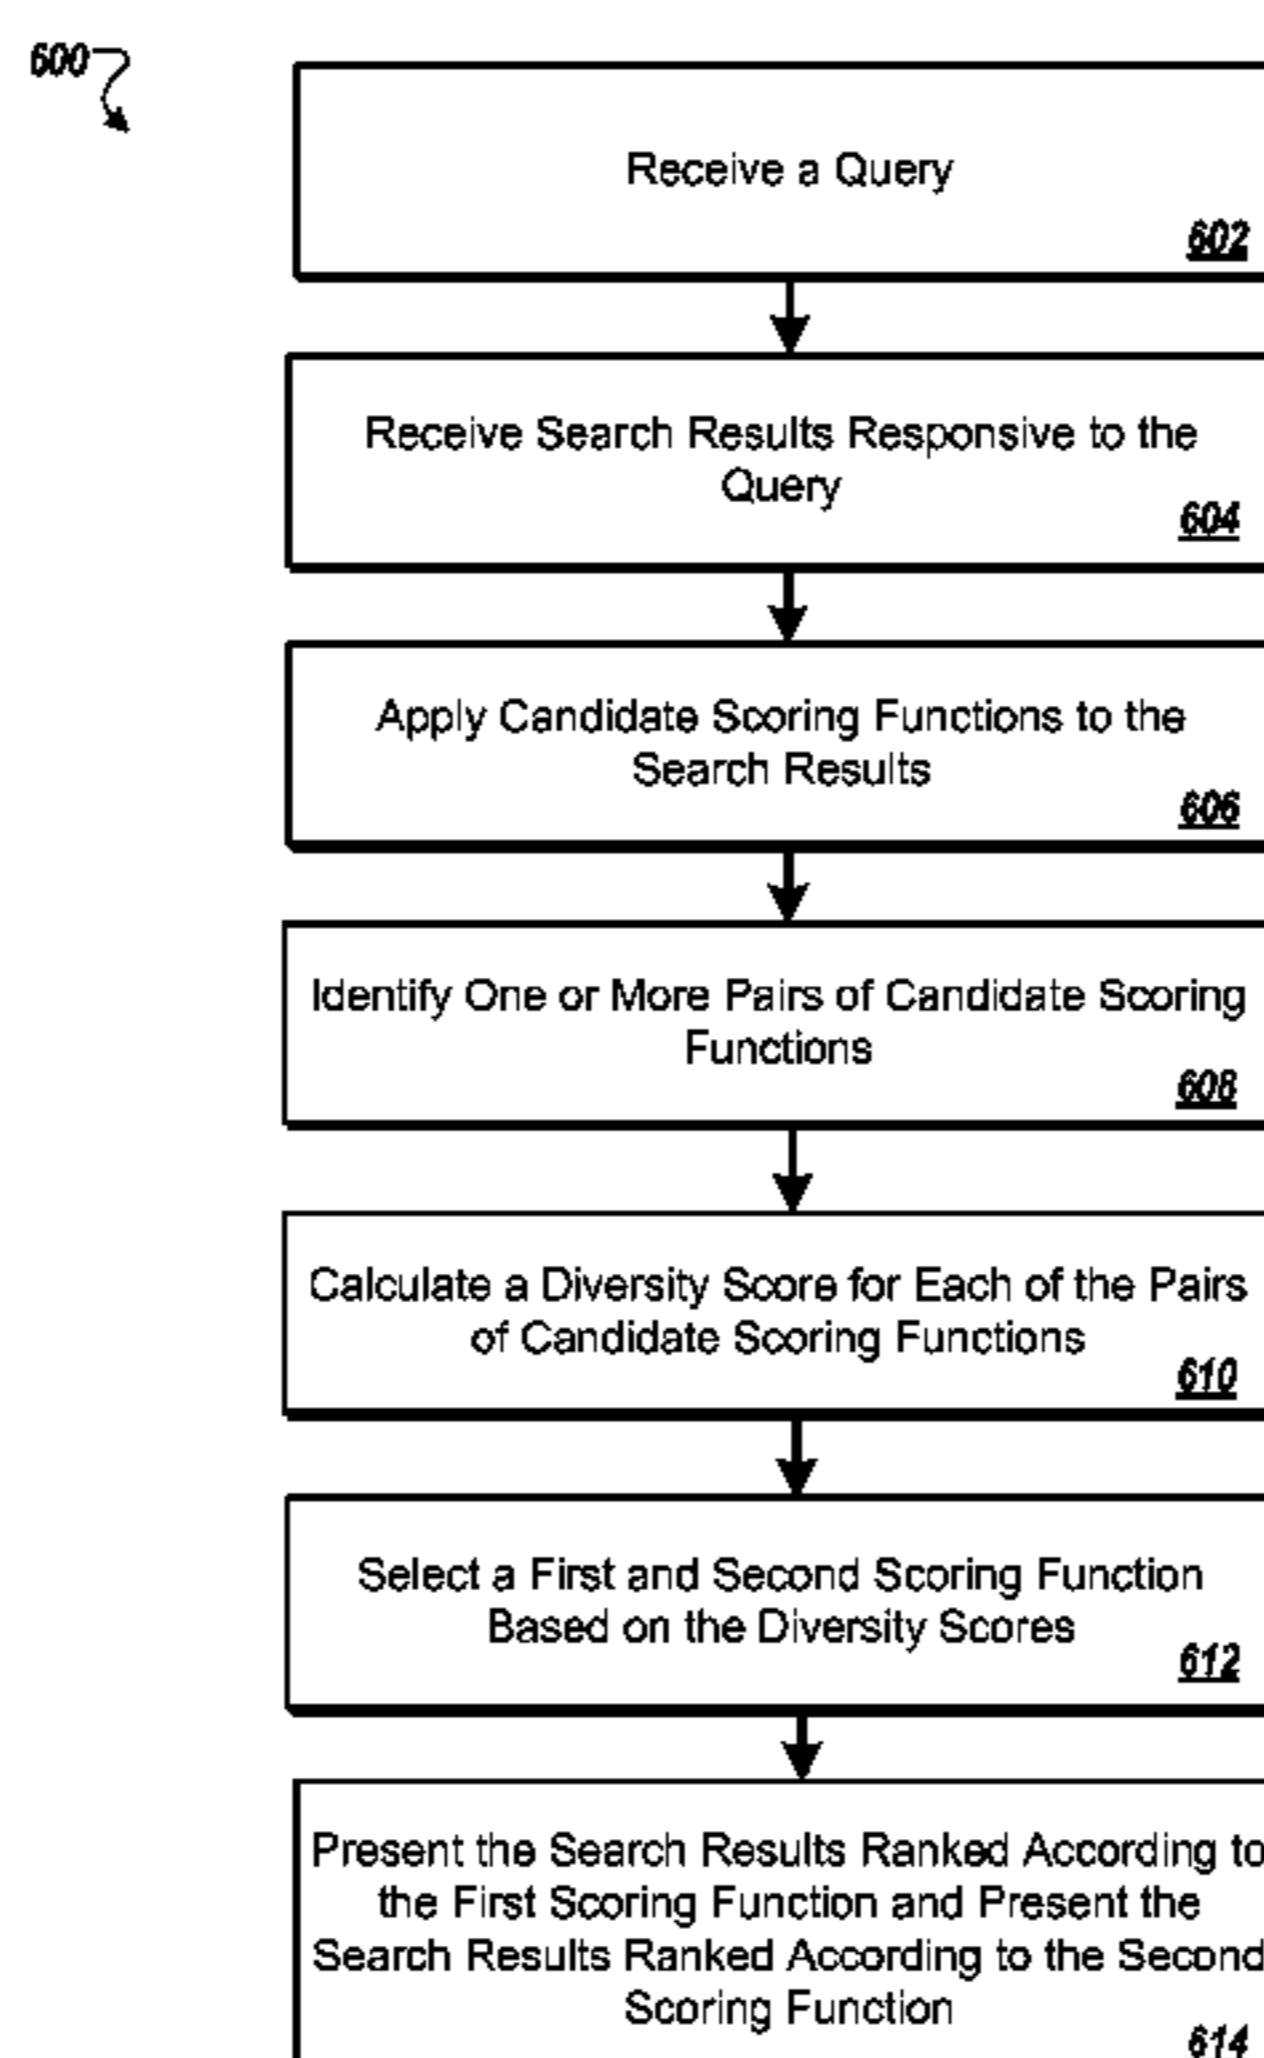 600
Receive a Query
602
Receive Search Results Responsive to the
Query
604
Apply Candidate Scoring Functions to the
Search Results
606
Identify One or More Pairs of Candidate Scoring
Functions
608
Calculate a Diversity Score for Each of the Pairs
of Candidate Scoring Functions
610
Select a First and Second Scoring Function
Based on the Diversity Scores
612
Present the Search Results Ranked According to
the First Scoring Function and Present the
Search Results Ranked According to the Second
Scoring Function
614